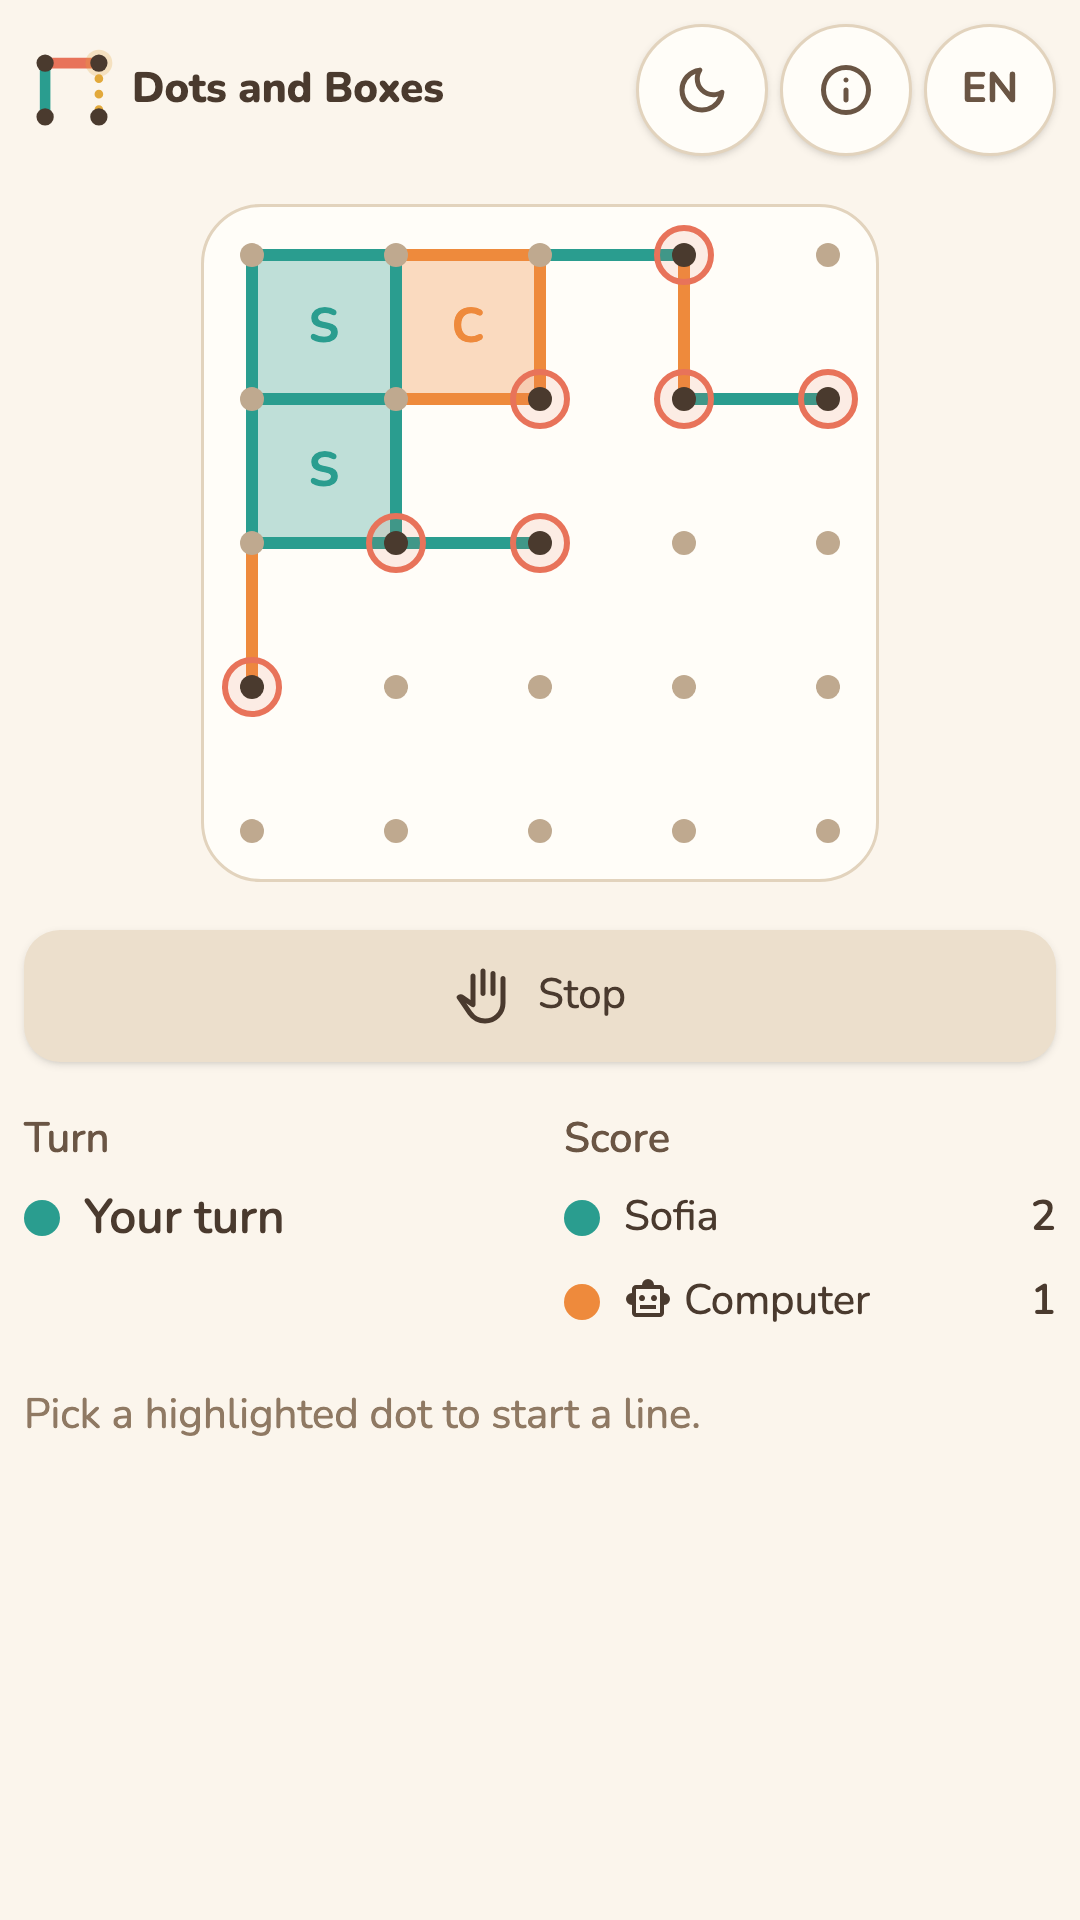 Dots and Boxes
EN
S
C
S
Stop
Turn
Your turn
Score
Sofia 2
Computer 1
Pick a highlighted dot to start a line.